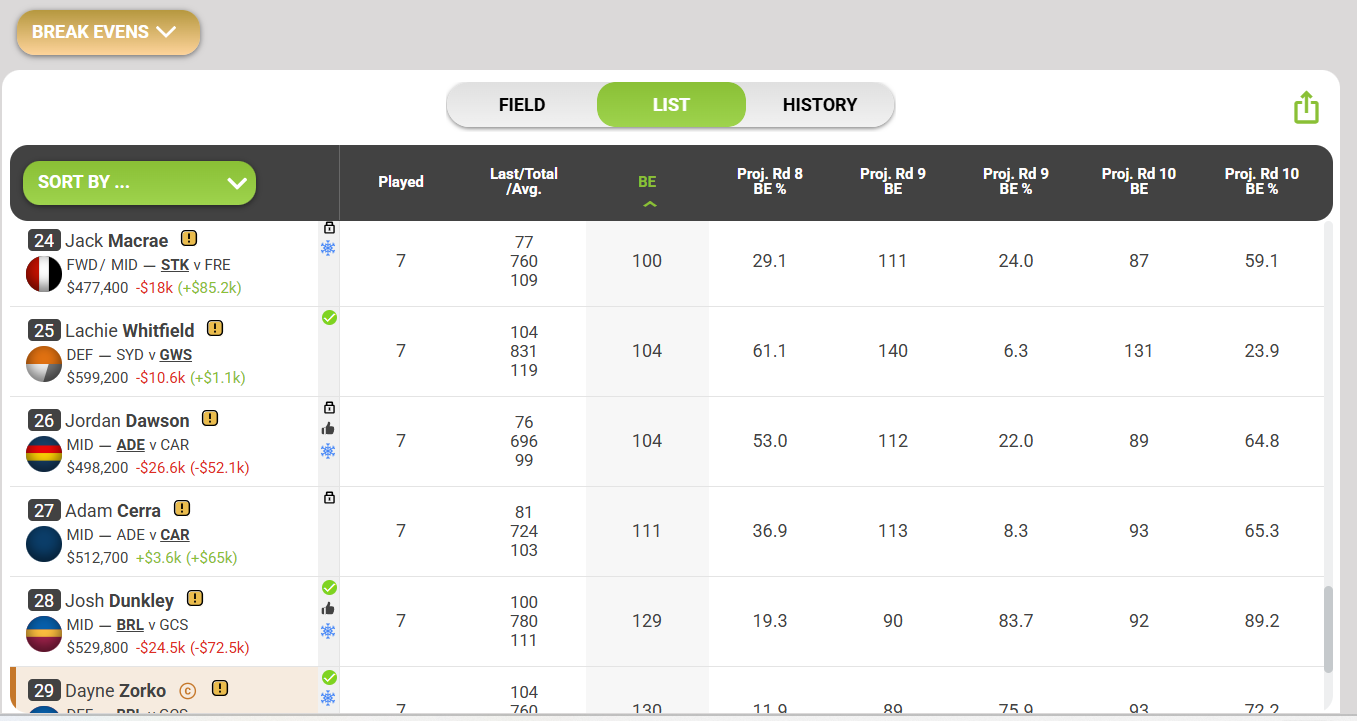 BREAK EVENS
FIELD LIST HISTORY
SORT BY ... Played Last/Total /Avg. BE Proj. Rd 8 BE % Proj. Rd 9 BE Proj. Rd 9 BE % Proj. Rd 10 BE Proj. Rd 10 BE %
24 Jack Macrae !
FWD/ MID — STK v FRE
$477,400 -$18k (+$85.2k)
7
77
760
109
100 29.1 111 24.0 87 59.1
25 Lachie Whitfield !
DEF — SYD v GWS
$599,200 -$10.6k (+$1.1k)
7
104
831
119
104 61.1 140 6.3 131 23.9
26 Jordan Dawson !
MID — ADE v CAR
$498,200 -$26.6k (-$52.1k)
7
76
696
99
104 53.0 112 22.0 89 64.8
27 Adam Cerra !
MID — ADE v CAR
$512,700 +$3.6k (+$65k)
7
81
724
103
111 36.9 113 8.3 93 65.3
28 Josh Dunkley !
MID — BRL v GCS
$529,800 -$24.5k (-$72.5k)
7
100
780
111
129 19.3 90 83.7 92 89.2
29 Dayne Zorko C !
DEF — BRL v GCS
7
104
760
130 11.9 89 75.9 93 72.2